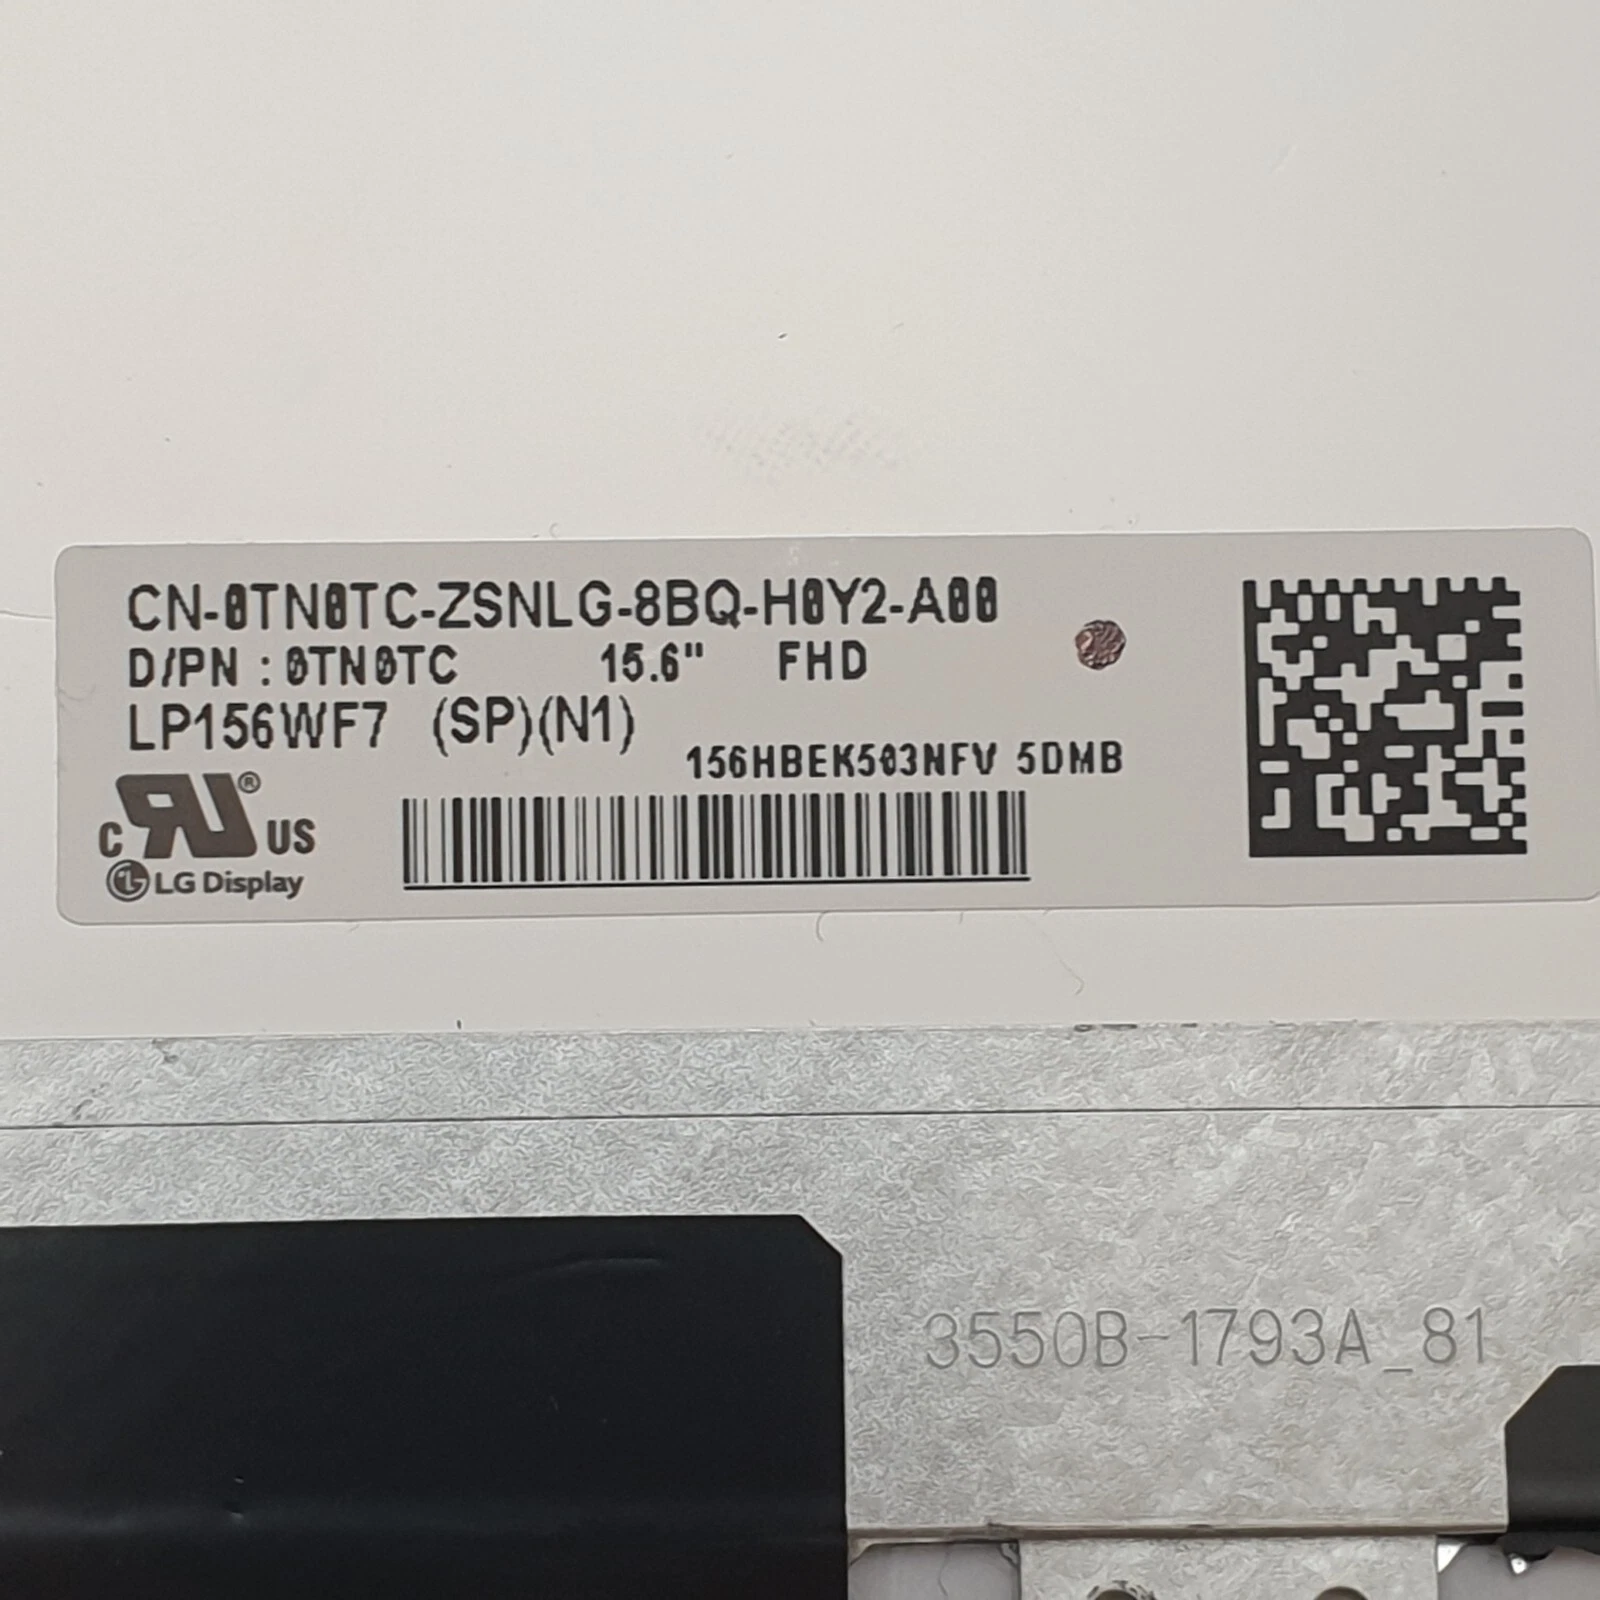 CN-0TN0TC-ZSNLG-8BQ-H0Y2-A00
D/PN : 0TN0TC 15.6" FHD
LP156WF7 (SP)(N1)
156HBEK503NFV 5DMB
C RU ® US
LG Display
3550B-1793A_81